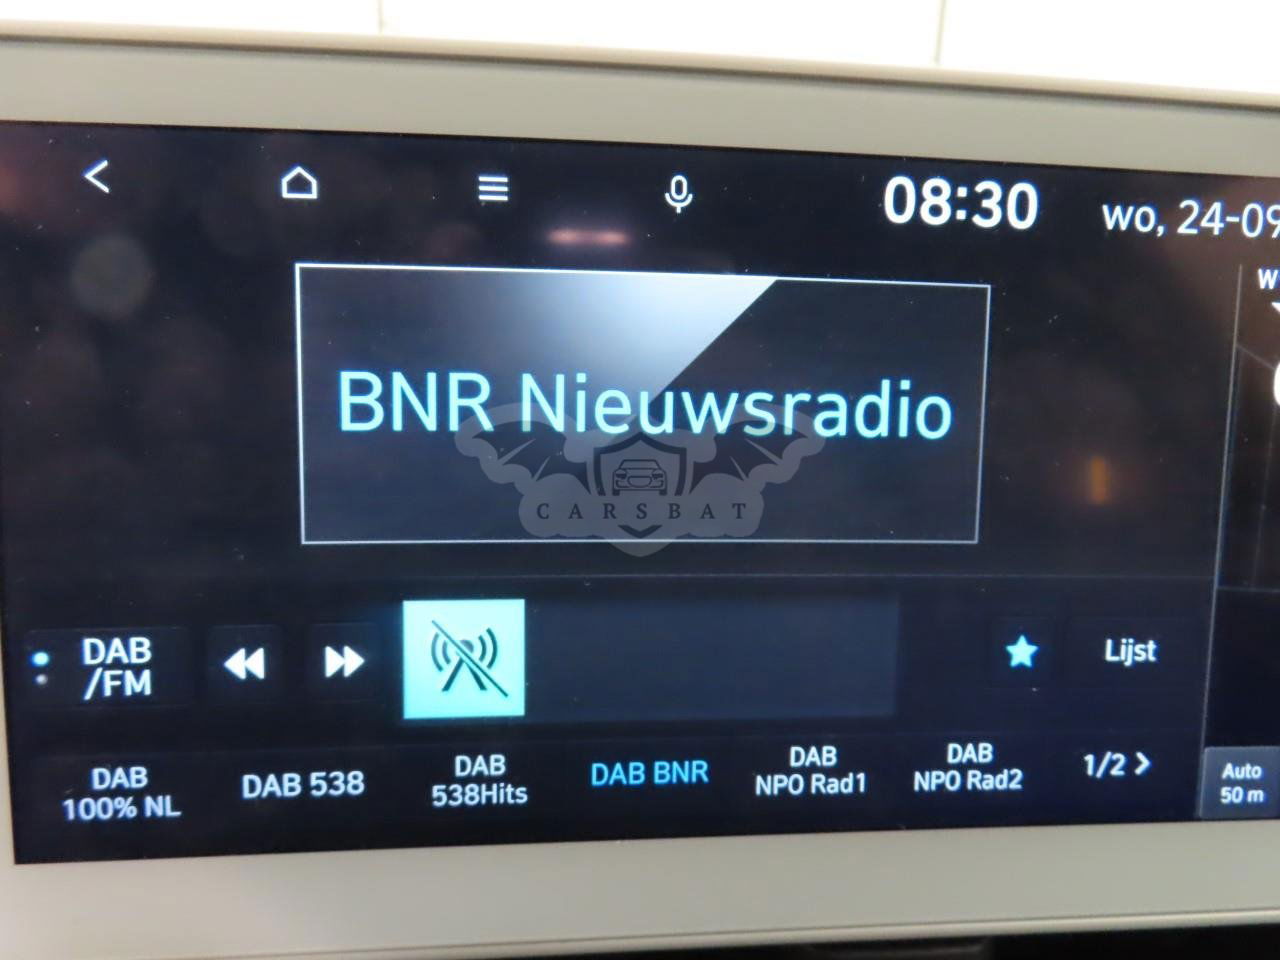 08:30
wo, 24-09
BNR Nieuwsradio
CARSBAT
DAB
/FM
Lijst
DAB
100% NL
DAB 538
DAB
538Hits
DAB BNR
DAB
NPO Rad1
DAB
NPO Rad2
1/2
Auto
50 m